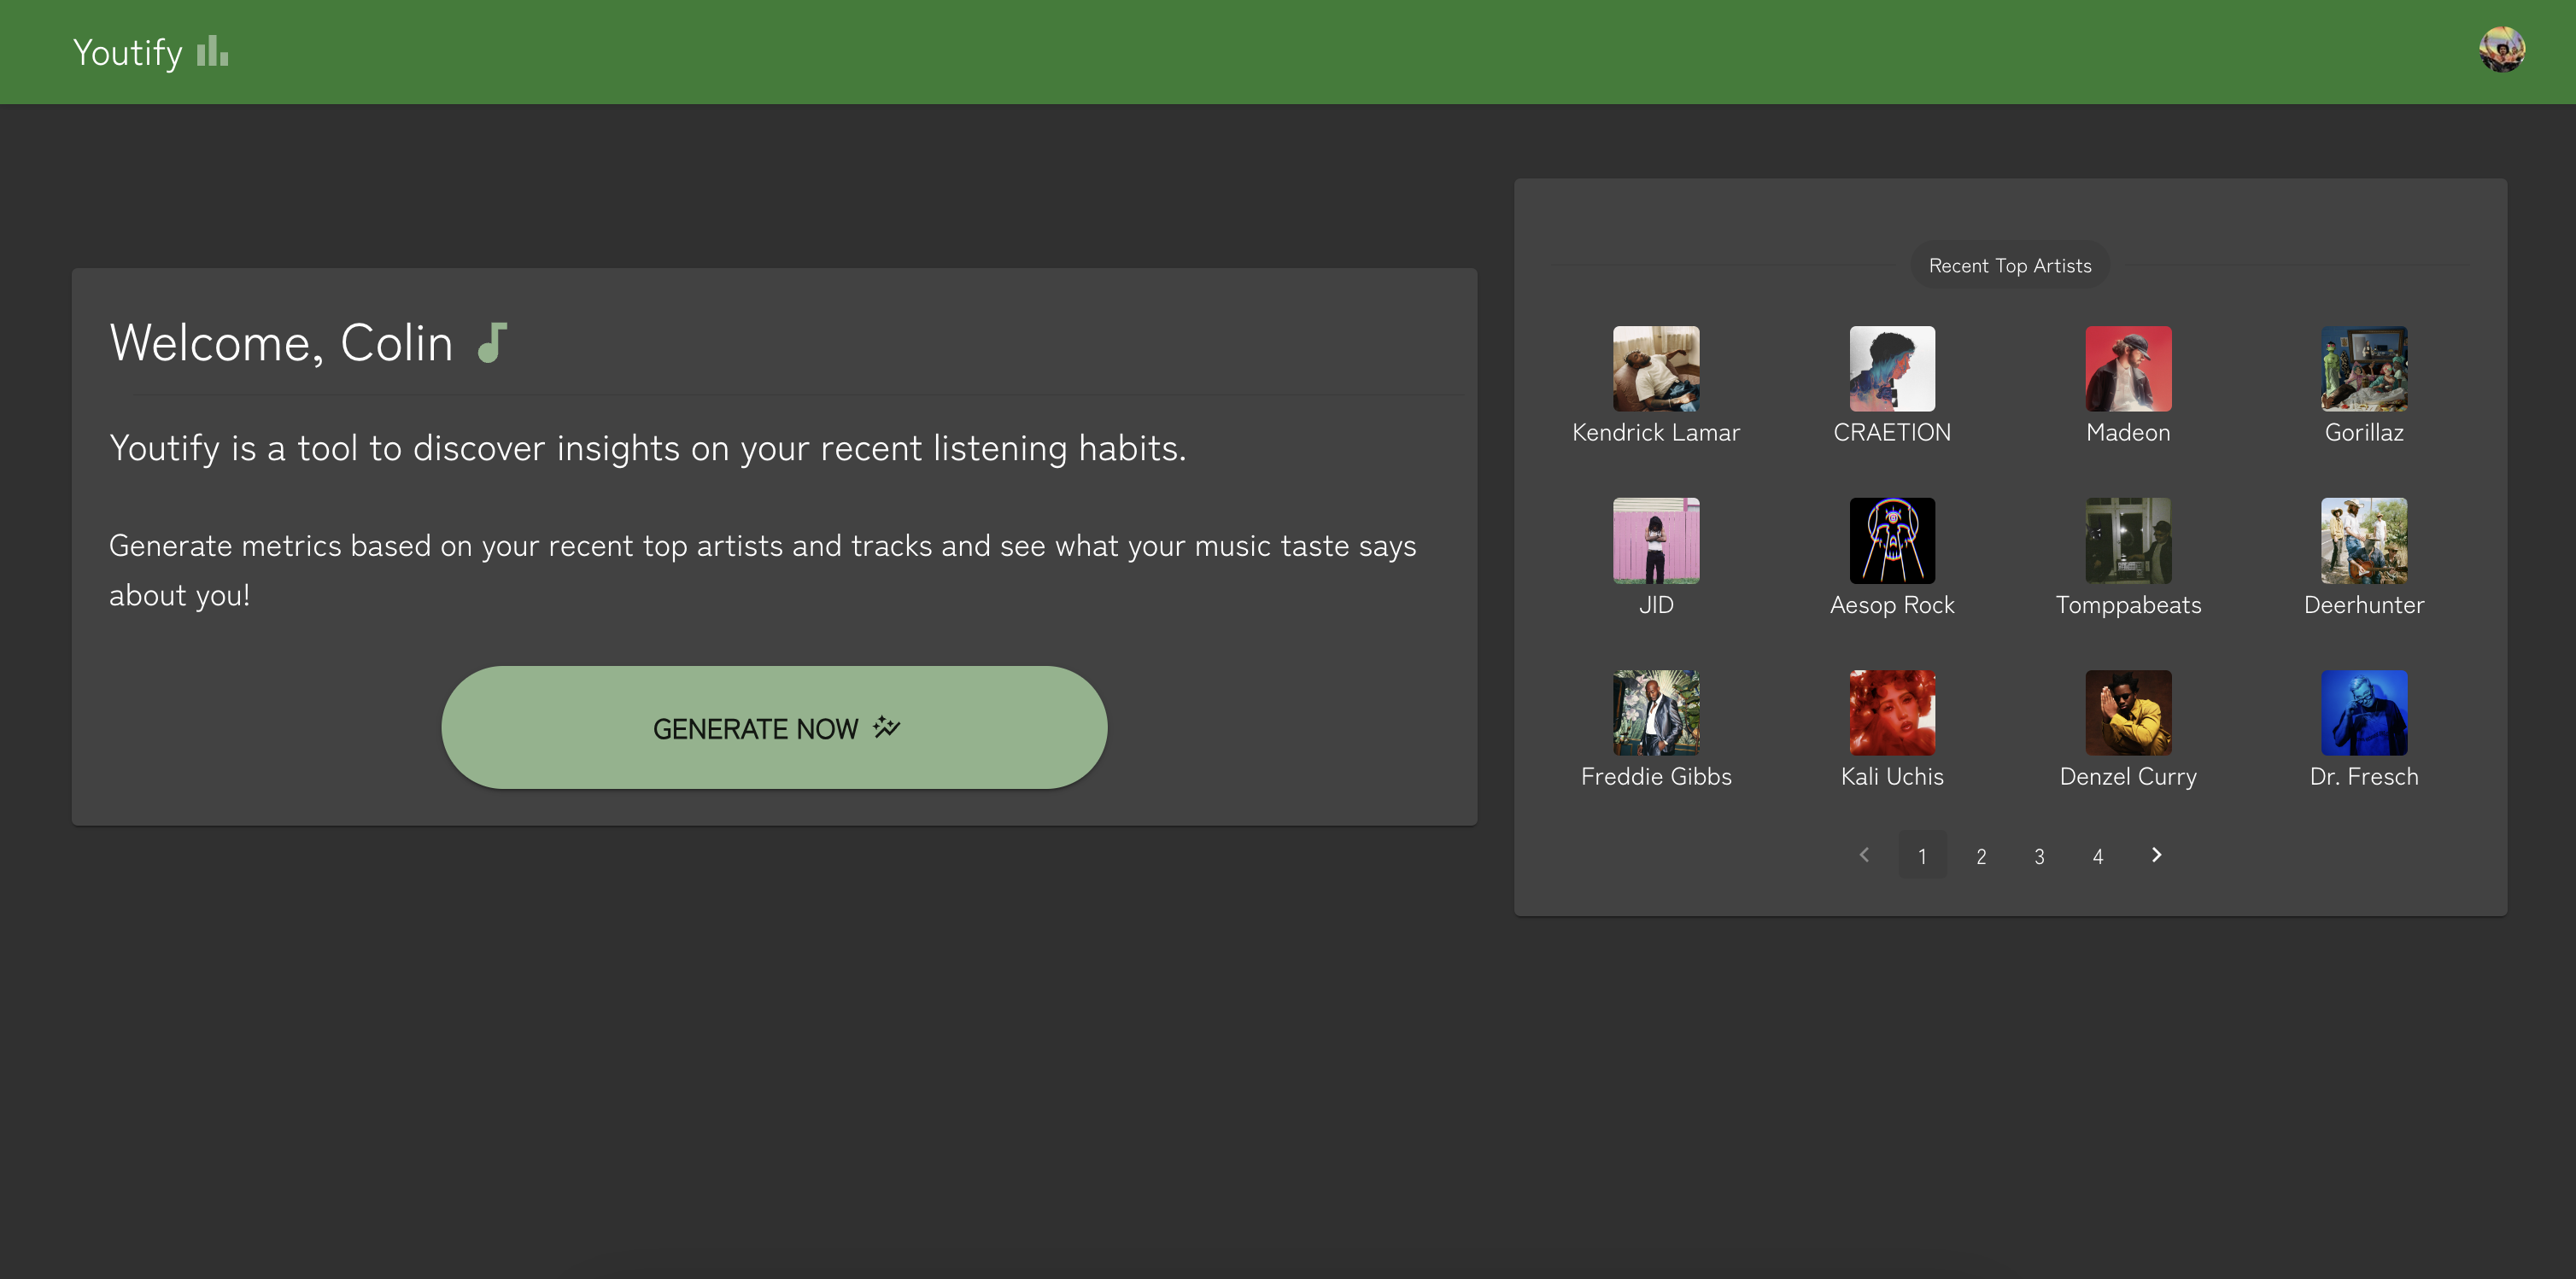 Youtify
Welcome, Colin
Youtify is a tool to discover insights on your recent listening habits.
Generate metrics based on your recent top artists and tracks and see what your music taste says
about you!
GENERATE NOW
Recent Top Artists
Kendrick Lamar CRAETION Madeon Gorillaz
JID Aesop Rock Tomppabeats Deerhunter
Freddie Gibbs Kali Uchis Denzel Curry Dr. Fresch
1 2 3 4